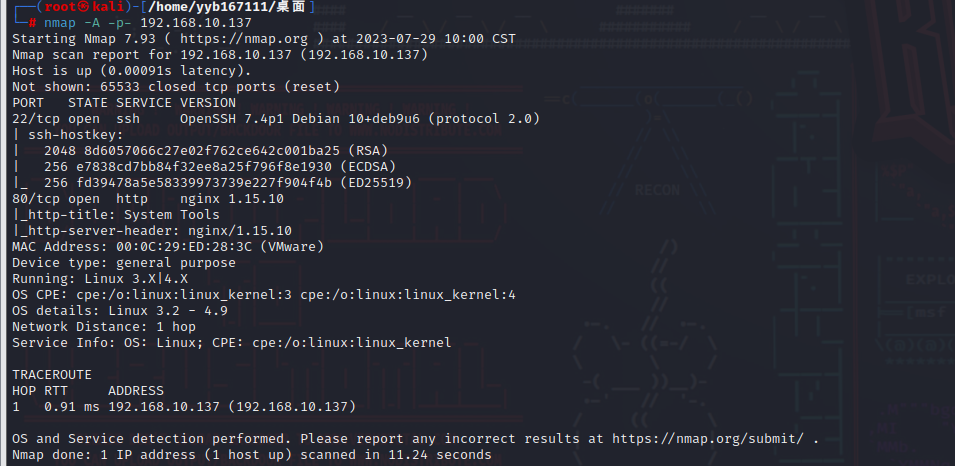 ┌──(root㉿kali)-[/home/yyb167111/桌面]
└─# nmap -A -p- 192.168.10.137
Starting Nmap 7.93 ( https://nmap.org ) at 2023-07-29 10:00 CST
Nmap scan report for 192.168.10.137 (192.168.10.137)
Host is up (0.00091s latency).
Not shown: 65533 closed tcp ports (reset)
PORT   STATE SERVICE VERSION
22/tcp open  ssh     OpenSSH 7.4p1 Debian 10+deb9u6 (protocol 2.0)
| ssh-hostkey:
|   2048 8d6057066c27e02f762ce642c001ba25 (RSA)
|   256 e7838cd7bb84f32ee8a25f796f8e1930 (ECDSA)
|_  256 fd39478a5e58339973739e227f904f4b (ED25519)
80/tcp open  http    nginx 1.15.10
|_http-title: System Tools
|_http-server-header: nginx/1.15.10
MAC Address: 00:0C:29:ED:28:3C (VMware)
Device type: general purpose
Running: Linux 3.X|4.X
OS CPE: cpe:/o:linux:linux_kernel:3 cpe:/o:linux:linux_kernel:4
OS details: Linux 3.2 - 4.9
Network Distance: 1 hop
Service Info: OS: Linux; CPE: cpe:/o:linux:linux_kernel
TRACEROUTE
HOP RTT     ADDRESS
1   0.91 ms 192.168.10.137 (192.168.10.137)
OS and Service detection performed. Please report any incorrect results at https://nmap.org/submit/ .
Nmap done: 1 IP address (1 host up) scanned in 11.24 seconds
RECON